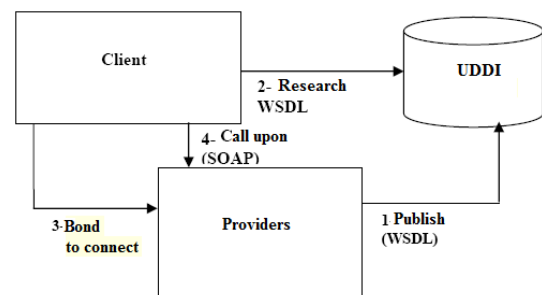 Client
UDDI
2- Research
WSDL
4- Call upon
(SOAP)
3-Bond
to connect
Providers
1-Publish
(WSDL)